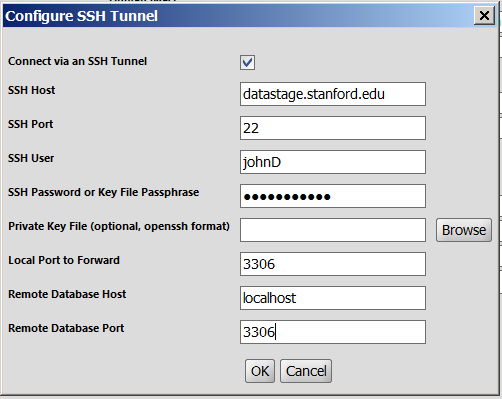 Configure SSH Tunnel
Connect via an SSH Tunnel
SSH Host datastage.stanford.edu
SSH Port 22
SSH User johnD
SSH Password or Key File Passphrase ●●●●●●●●●●●
Private Key File (optional, openssh format) Browse
Local Port to Forward 3306
Remote Database Host localhost
Remote Database Port 3306
OK Cancel